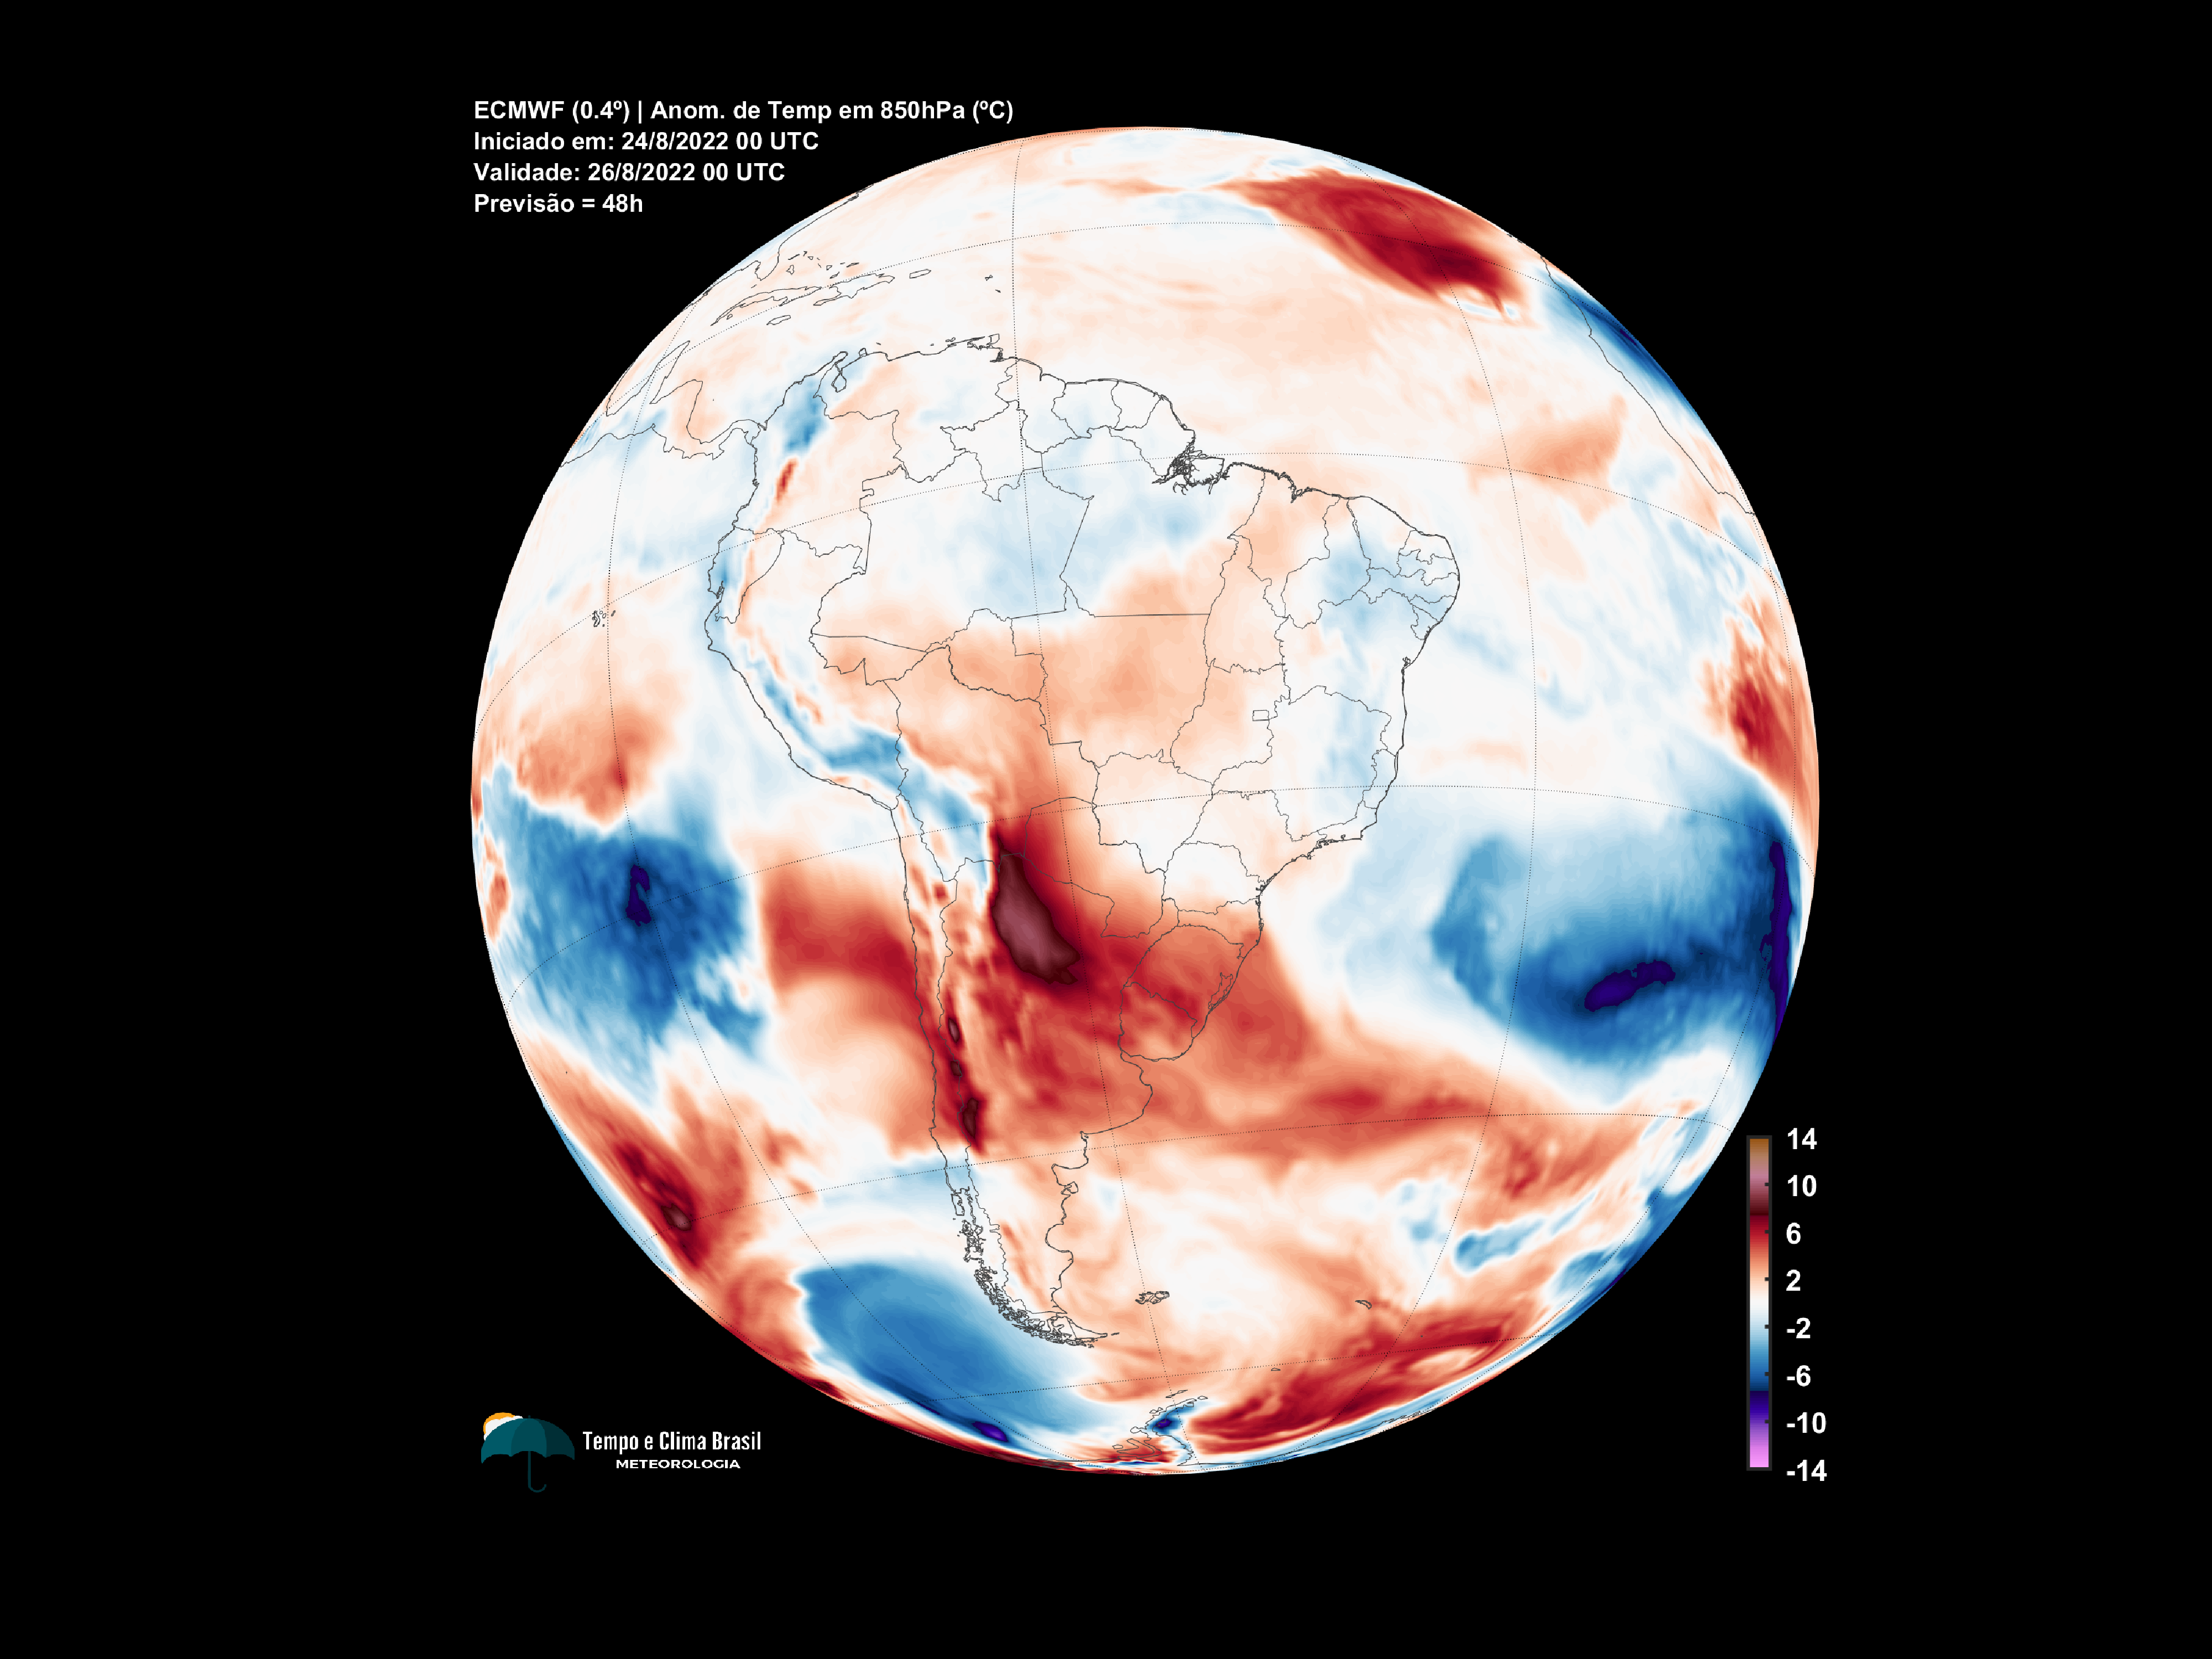 ECMWF (0.4º) | Anom. de Temp em 850hPa (ºC)
Iniciado em: 24/8/2022 00 UTC
Validade: 26/8/2022 00 UTC
Previsão = 48h
14
10
6
2
-2
-6
-10
-14
Tempo e Clima Brasil
METEOROLOGIA